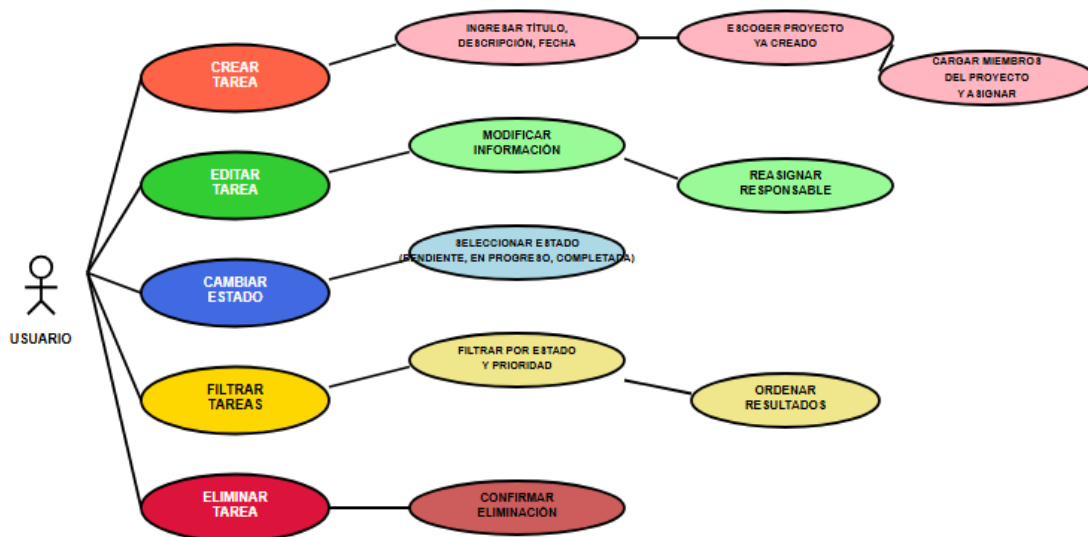 INGRESAR TÍTULO,
DESCRIPCIÓN, FECHA
ESCOGER PROYECTO
YA CREADO
CREAR
TAREA
CARGAR MIEMBROS
DEL PROYECTO
Y ASIGNAR
MODIFICAR
INFORMACIÓN
EDITAR
TAREA
REASIGNAR
RESPONSABLE
SELECCIONAR ESTADO
(PENDIENTE, EN PROGRESO, COMPLETADA)
CAMBIAR
ESTADO
USUARIO
FILTRAR POR ESTADO
Y PRIORIDAD
FILTRAR
TAREAS
ORDENAR
RESULTADOS
ELIMINAR
TAREA
CONFIRMAR
ELIMINACIÓN